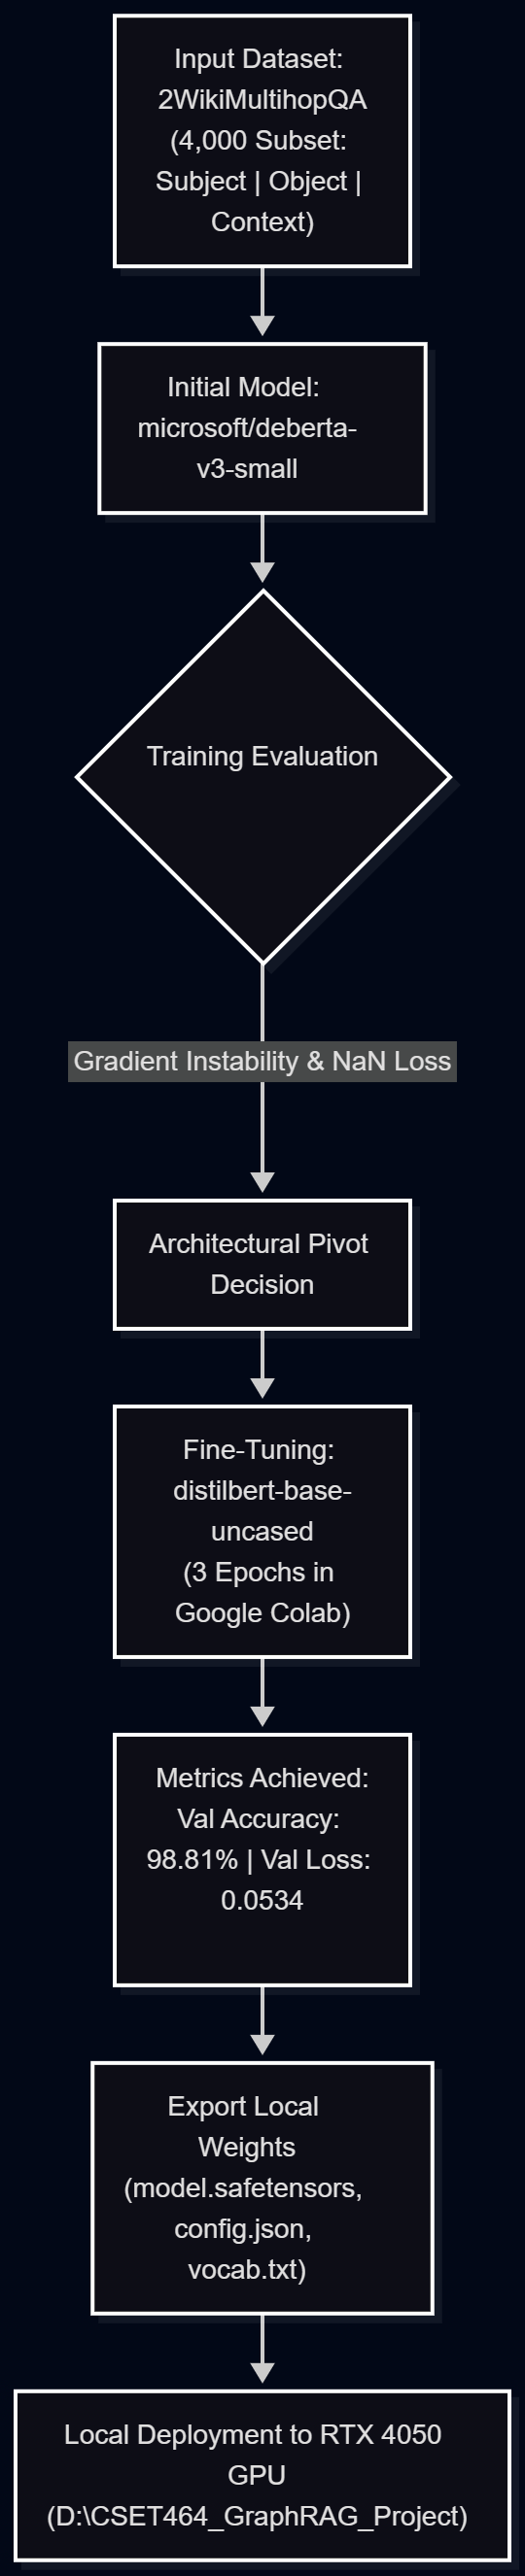 Input Dataset:
2WikiMultihopQA
(4,000 Subset:
Subject | Object |
Context)
Initial Model:
microsoft/deberta-
v3-small
Training Evaluation
Gradient Instability & NaN Loss
Architectural Pivot
Decision
Fine-Tuning:
distilbert-base-
uncased
(3 Epochs in
Google Colab)
Metrics Achieved:
Val Accuracy:
98.81% | Val Loss:
0.0534
Export Local
Weights
(model.safetensors,
config.json,
vocab.txt)
Local Deployment to RTX 4050
GPU
(D:\CSET464_GraphRAG_Project)